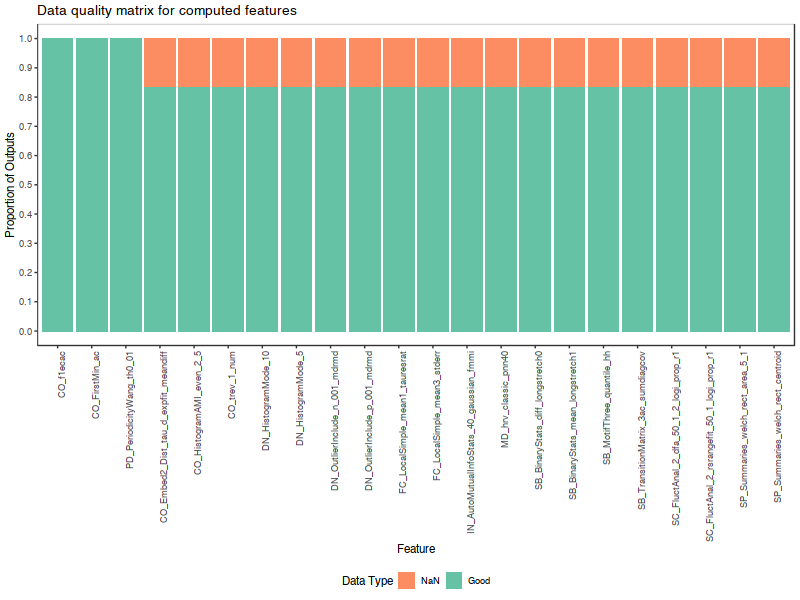 Data quality matrix for computed features
Proportion of Outputs
1.0
0.9
0.8
0.7
0.6
0.5
0.4
0.3
0.2
0.1
0.0
CO_f1ecac
CO_FirstMin_ac
PD_PeriodicityWang_th0_01
CO_Embed2_Dist_tau_d_expfit_meandiff
CO_HistogramAMI_even_2_5
CO_trev_1_num
DN_HistogramMode_10
DN_HistogramMode_5
DN_OutlierInclude_n_001_mdrmd
DN_OutlierInclude_p_001_mdrmd
FC_LocalSimple_mean1_tauresrat
FC_LocalSimple_mean3_stderr
IN_AutoMutualInfoStats_40_gaussian_fmmi
MD_hrv_classic_pnn40
SB_BinaryStats_diff_longstretch0
SB_BinaryStats_mean_longstretch1
SB_MotifThree_quantile_hh
SB_TransitionMatrix_3ac_sumdiagcov
SC_FluctAnal_2_dfa_50_1_2_logi_prop_r1
SC_FluctAnal_2_rsrangefit_50_1_logi_prop_r1
SP_Summaries_welch_rect_area_5_1
SP_Summaries_welch_rect_centroid
Feature
Data Type NaN Good